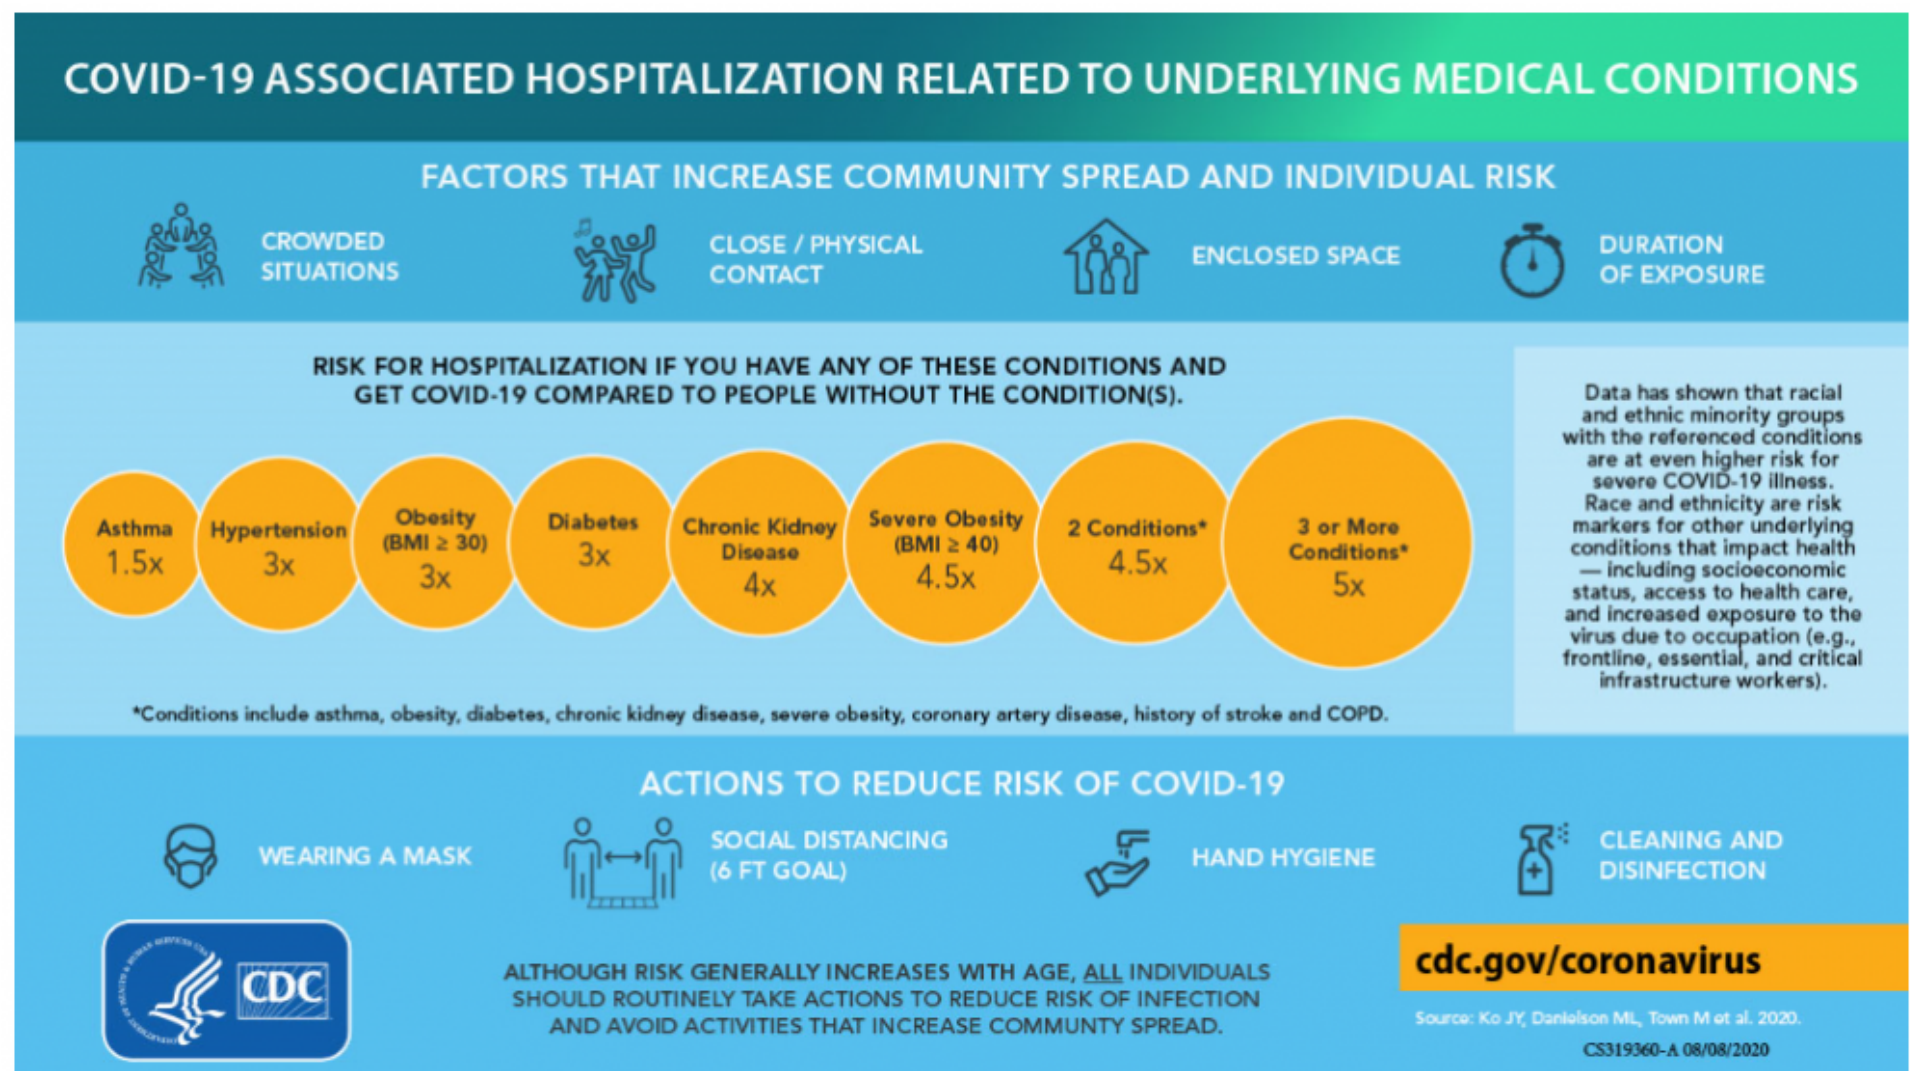 COVID-19 ASSOCIATED HOSPITALIZATION RELATED TO UNDERLYING MEDICAL CONDITIONS
FACTORS THAT INCREASE COMMUNITY SPREAD AND INDIVIDUAL RISK
CROWDED
SITUATIONS
CLOSE / PHYSICAL
CONTACT
ENCLOSED SPACE
DURATION
OF EXPOSURE
RISK FOR HOSPITALIZATION IF YOU HAVE ANY OF THESE CONDITIONS AND
GET COVID-19 COMPARED TO PEOPLE WITHOUT THE CONDITION(S).
Asthma
1.5x
Hypertension
3x
Obesity
(BMI ≥ 30)
3x
Diabetes
3x
Chronic Kidney
Disease
4x
Severe Obesity
(BMI ≥ 40)
4.5x
2 Conditions*
4.5x
3 or More
Conditions*
5x
*Conditions include asthma, obesity, diabetes, chronic kidney disease, severe obesity, coronary artery disease, history of stroke and COPD.
Data has shown that racial
and ethnic minority groups
with the referenced conditions
are at even higher risk for
severe COVID-19 illness.
Race and ethnicity are risk
markers for other underlying
conditions that impact health
— including socioeconomic
status, access to health care,
and increased exposure to the
virus due to occupation (e.g.,
frontline, essential, and critical
infrastructure workers).
ACTIONS TO REDUCE RISK OF COVID-19
WEARING A MASK
SOCIAL DISTANCING
(6 FT GOAL)
HAND HYGIENE
CLEANING AND
DISINFECTION
CDC
ALTHOUGH RISK GENERALLY INCREASES WITH AGE, ALL INDIVIDUALS
SHOULD ROUTINELY TAKE ACTIONS TO REDUCE RISK OF INFECTION
AND AVOID ACTIVITIES THAT INCREASE COMMUNTY SPREAD.
cdc.gov/coronavirus
Source: Ko JY, Danielson ML, Town M et al. 2020.
CS319360-A 08/08/2020